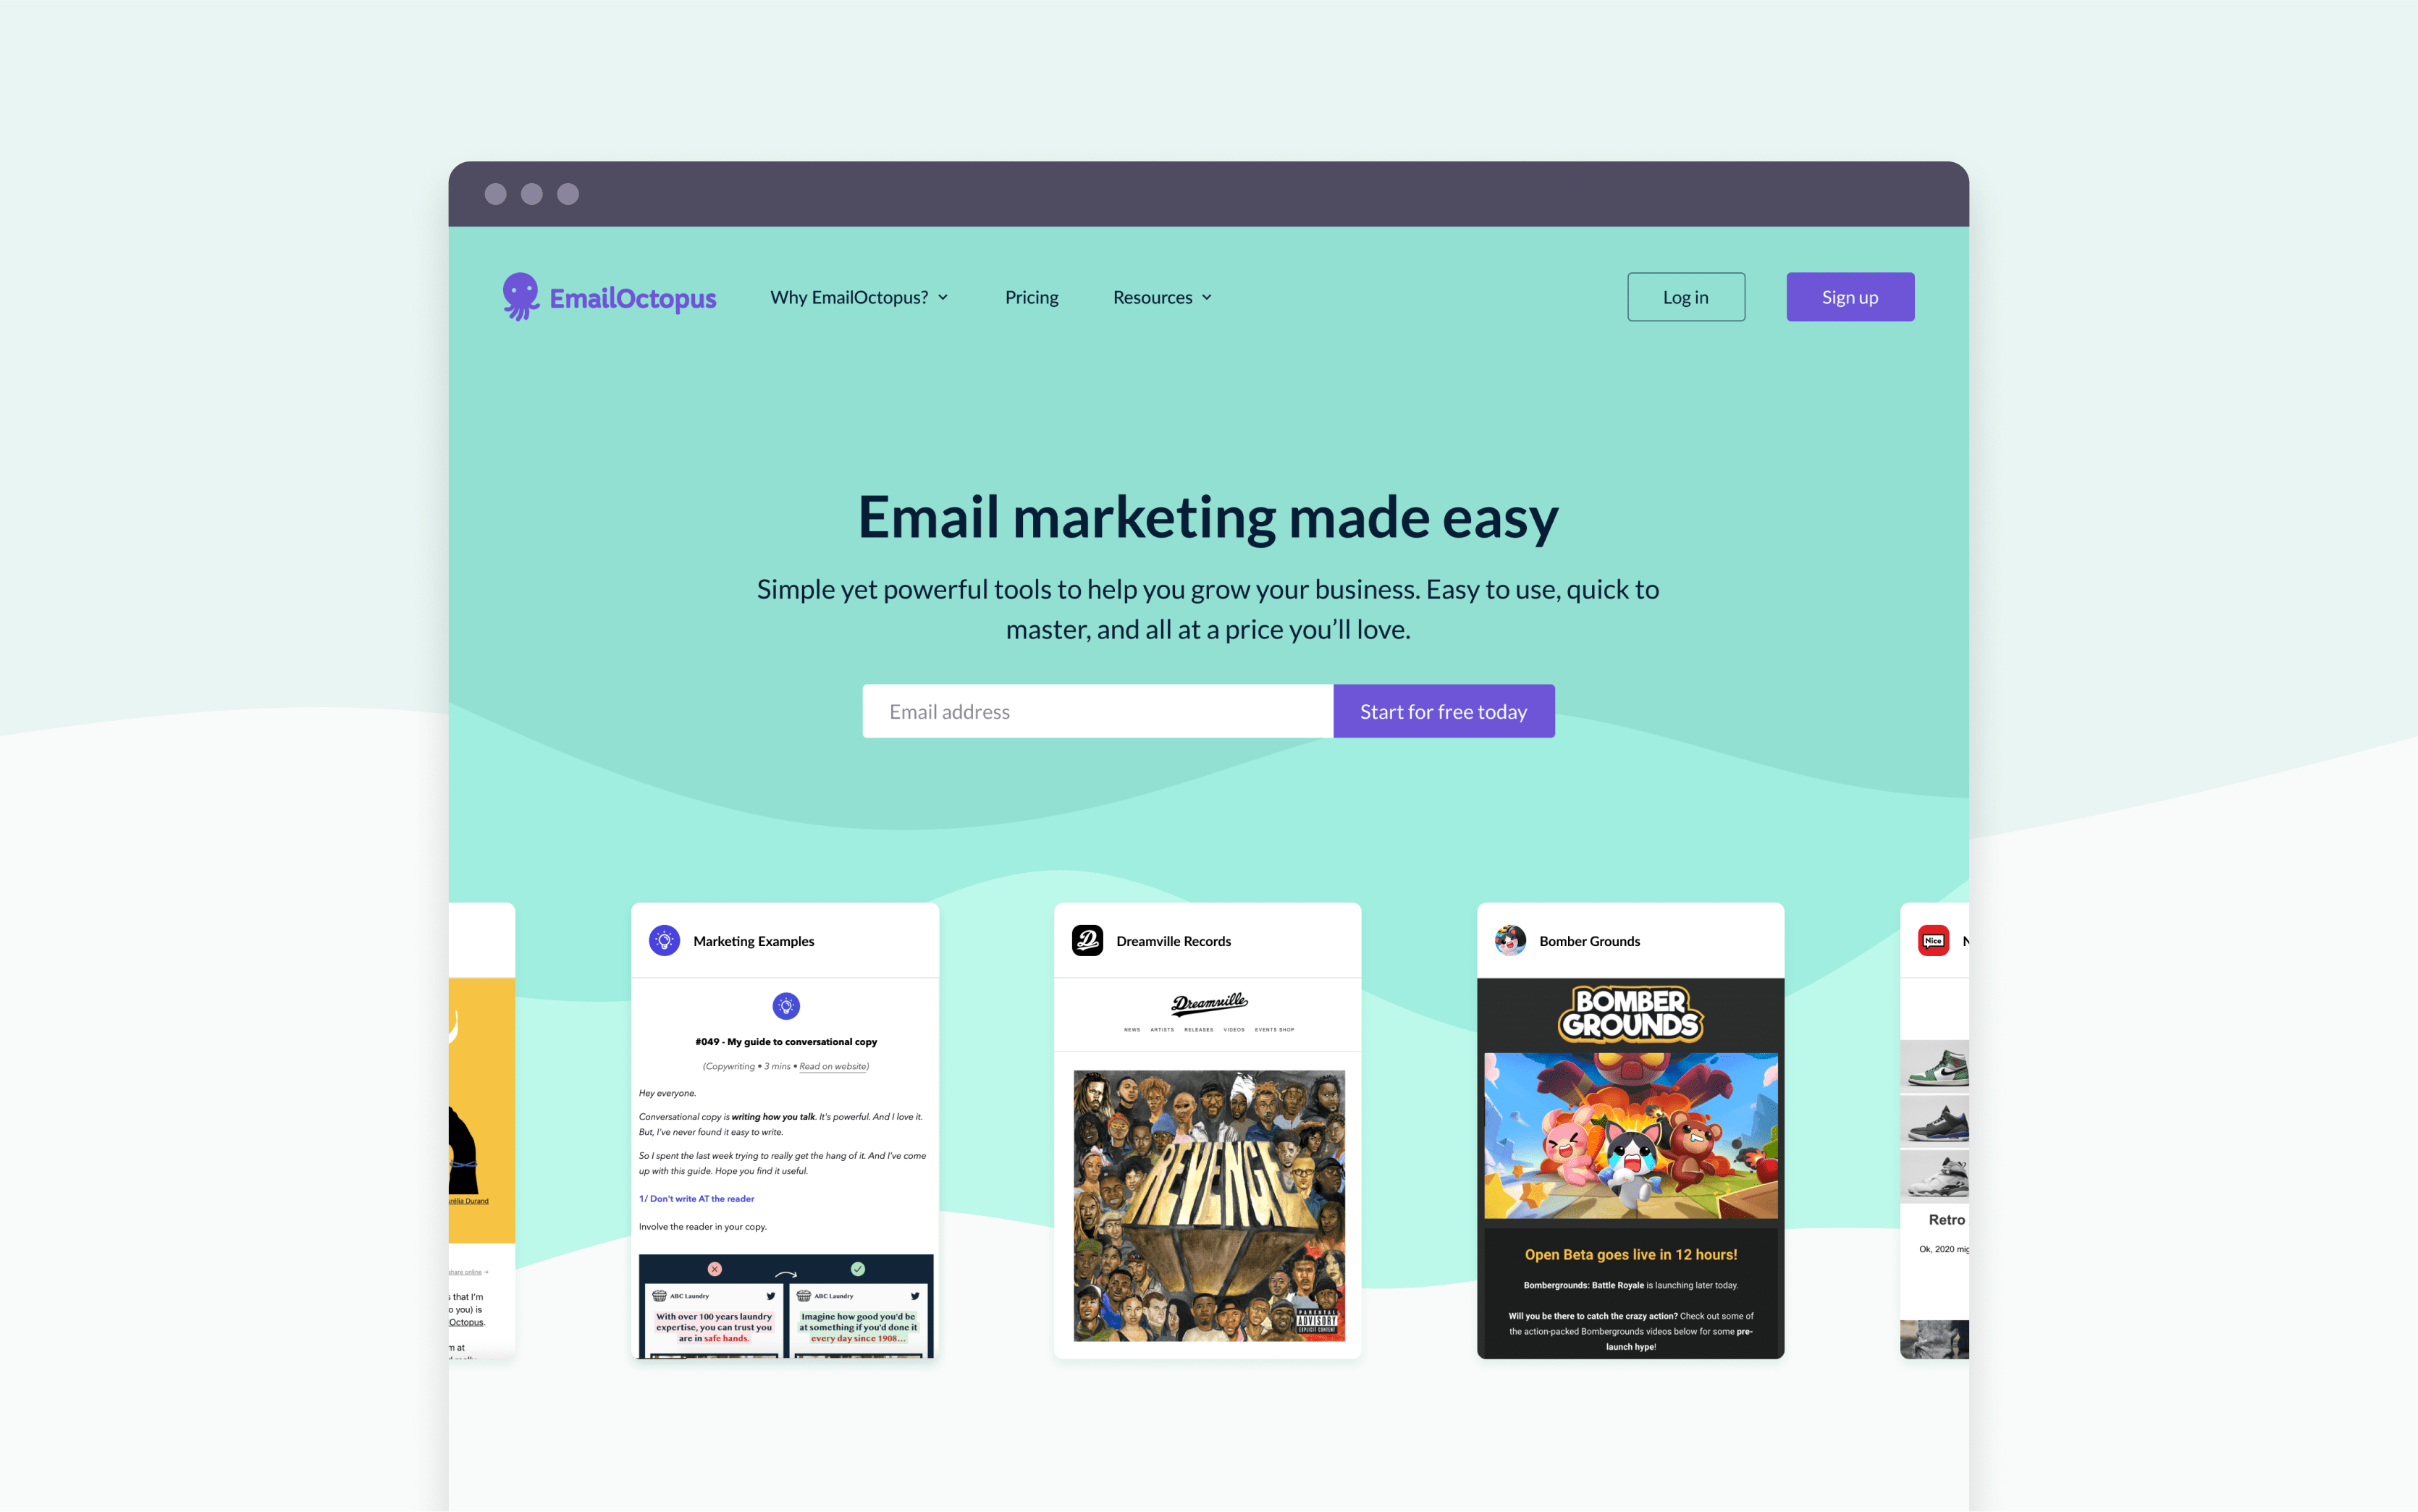 EmailOctopus
Why EmailOctopus?
Pricing
Resources
Log in
Sign up
Email marketing made easy
Simple yet powerful tools to help you grow your business. Easy to use, quick to
master, and all at a price you’ll love.
Email address
Start for free today
urélia Durand
share online →
s that I'm
o you) is
Octopus.
m at
Marketing Examples
#049 - My guide to conversational copy
(Copywriting • 3 mins • Read on website)
Hey everyone.
Conversational copy is writing how you talk. It's powerful. And I love it.
But, I've never found it easy to write.
So I spent the last week trying to really get the hang of it. And I've come
up with this guide. Hope you find it useful.
1/ Don't write AT the reader
Involve the reader in your copy.
ABC Laundry
With over 100 years laundry
expertise, you can trust you
are in safe hands.
ABC Laundry
Imagine how good you'd be
at something if you'd done it
every day since 1908...
Dreamville Records
Dreamville
NEWS ARTISTS RELEASES VIDEOS EVENTS SHOP
REVENGE
PARENTAL
ADVISORY
EXPLICIT CONTENT
Bomber Grounds
BOMBER
GROUNDS
Open Beta goes live in 12 hours!
Bombergrounds: Battle Royale is launching later today.
Will you be there to catch the crazy action? Check out some of
the action-packed Bombergrounds videos below for some pre-
launch hype!
Nice
N
Retro
Ok, 2020 mig